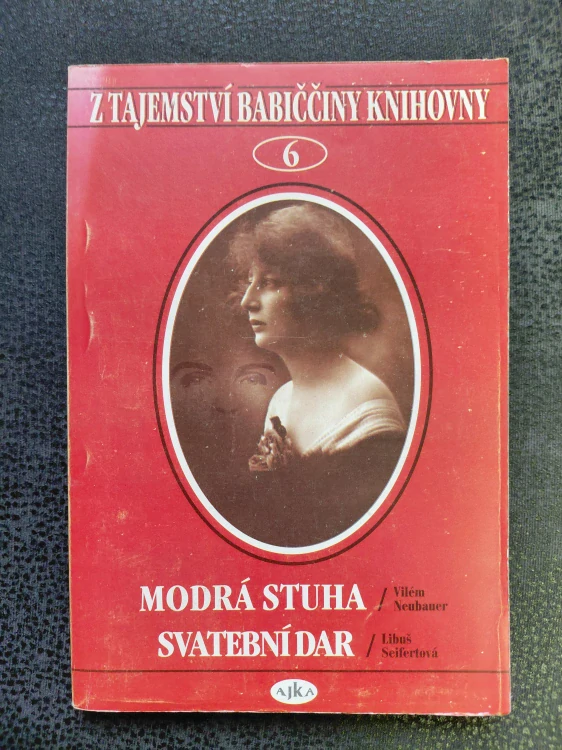 Z TAJEMSTVÍ BABIČČINY KNIHOVNY
6
MODRÁ STUHA / Vilém Neubauer
SVATEBNÍ DAR / Libuš Seifertová
AJKA